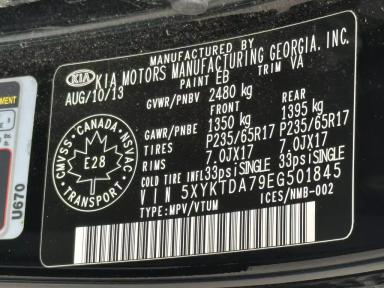 MANUFACTURED BY
KIA KIA MOTORS MANUFACTURING GEORGIA, INC.
AUG/10/13 PAINT EB TRIM VA
GVWR/PNBV 2480 kg
FRONT REAR
GAWR/PNBE 1350 kg 1395 kg
TIRES P235/65R17 P235/65R17
RIMS 7.0JX17 7.0JX17
COLD TIRE INFL 33psiSINGLE 33psiSINGLE
VIN 5XYKTDA79EG501845
TYPE:MPV/VTUM ICES/NMB-002
CMVSS • CANADA • NSVAC
E28
TRANSPORT
U670